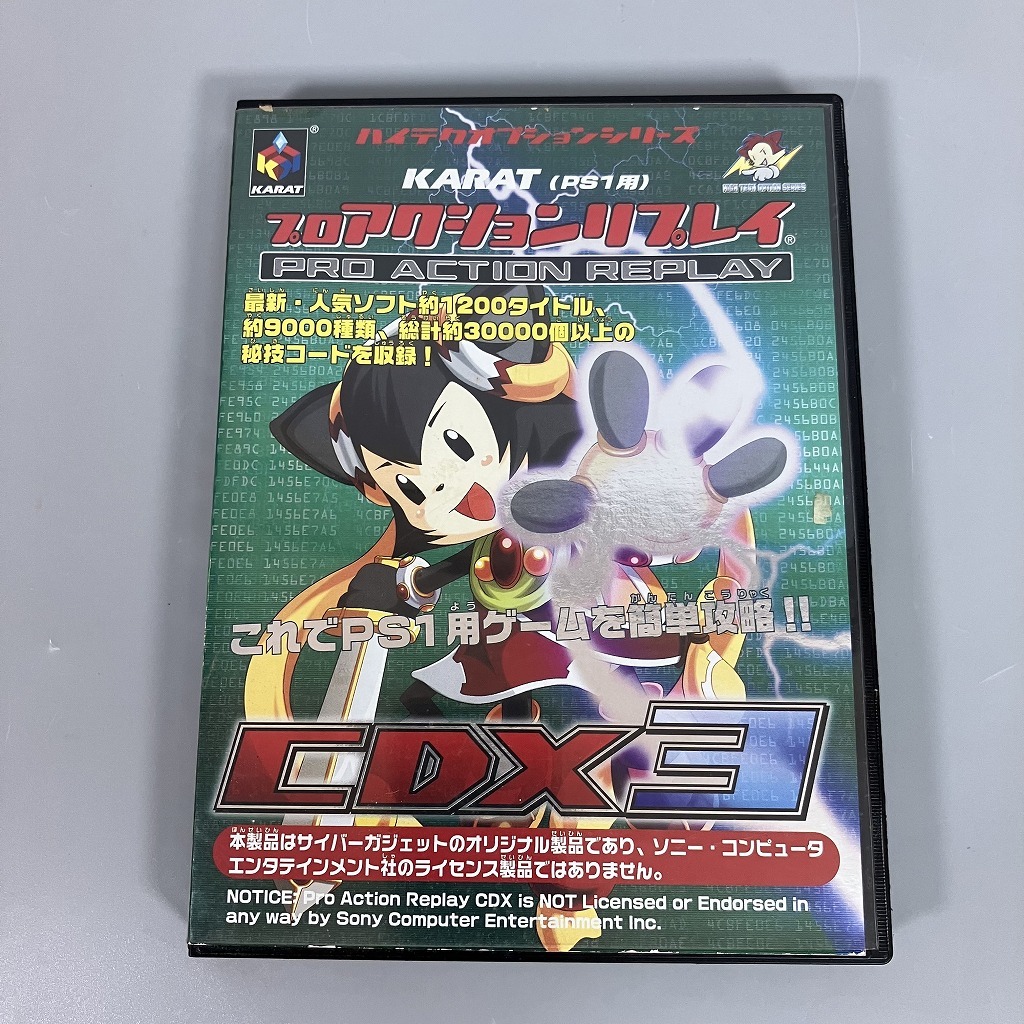 ハイテクオプションシリーズ
KARAT®
KARAT (PS1用)
HIGH TECH OPTION SERIES
プロアクションリプレイ®
PRO ACTION REPLAY
最新・人気ソフト約1200タイトル、
約9000種類、総計約30000個以上の
秘技コードを収録!
これでPS1用ゲームを簡単攻略!!
CDX3
本製品はサイバーガジェットのオリジナル製品であり、ソニー・コンピュータ
エンタテインメント社のライセンス製品ではありません。
NOTICE: Pro Action Replay CDX is NOT Licensed or Endorsed in
any way by Sony Computer Entertainment Inc.